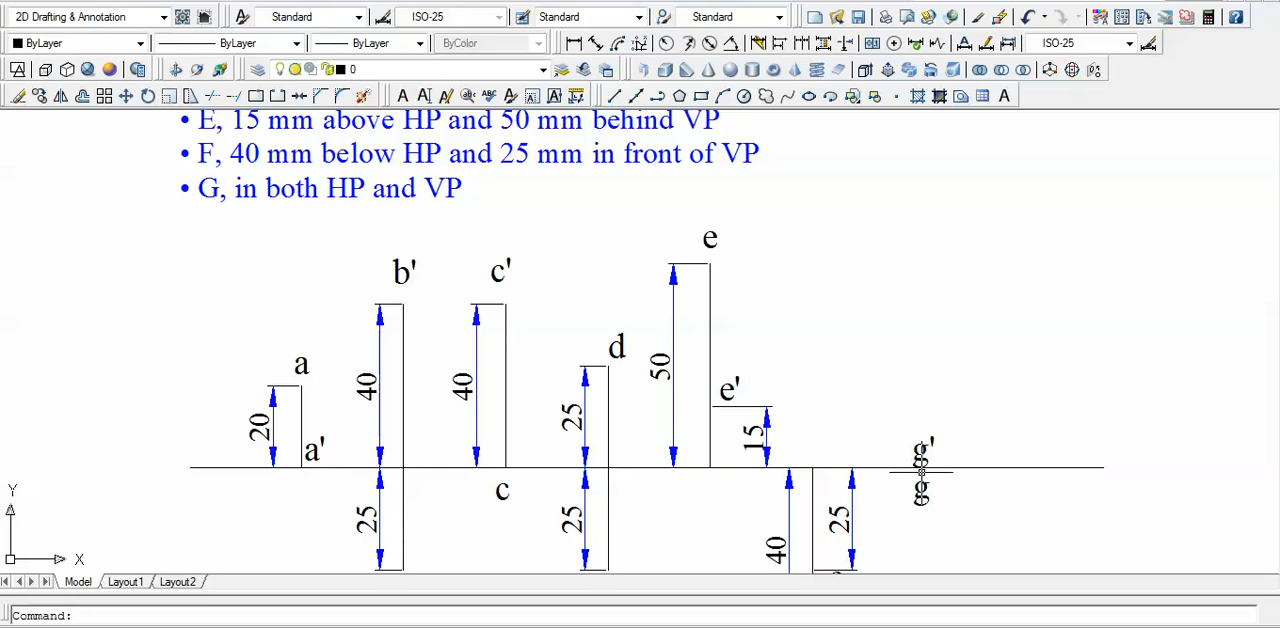 2D Drafting & Annotation Standard ISO-25 Standard Standard
ByLayer ByLayer ByLayer ByColor ISO-25
0
• E, 15 mm above HP and 50 mm behind VP
• F, 40 mm below HP and 25 mm in front of VP
• G, in both HP and VP
e
b' c'
d
a
50
e'
40 40
25
20
15
a'
g'
c
g
25
25
25
40
Y
X
Model Layout1 Layout2
Command: